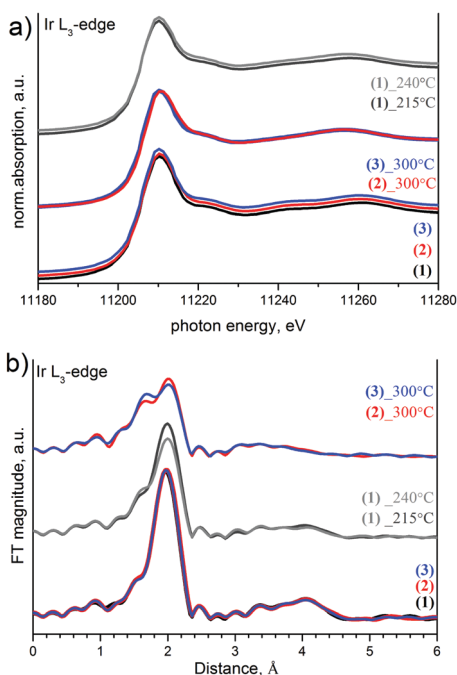 a)
Ir L3-edge
norm.absorption, a.u.
(1)_240°C
(1)_215°C
(3)_300°C
(2)_300°C
(3)
(2)
(1)
11180 11200 11220 11240 11260 11280
photon energy, eV
b)
Ir L3-edge
FT magnitude, a.u.
(3)_300°C
(2)_300°C
(1)_240°C
(1)_215°C
(3)
(2)
(1)
0 1 2 3 4 5 6
Distance, Å